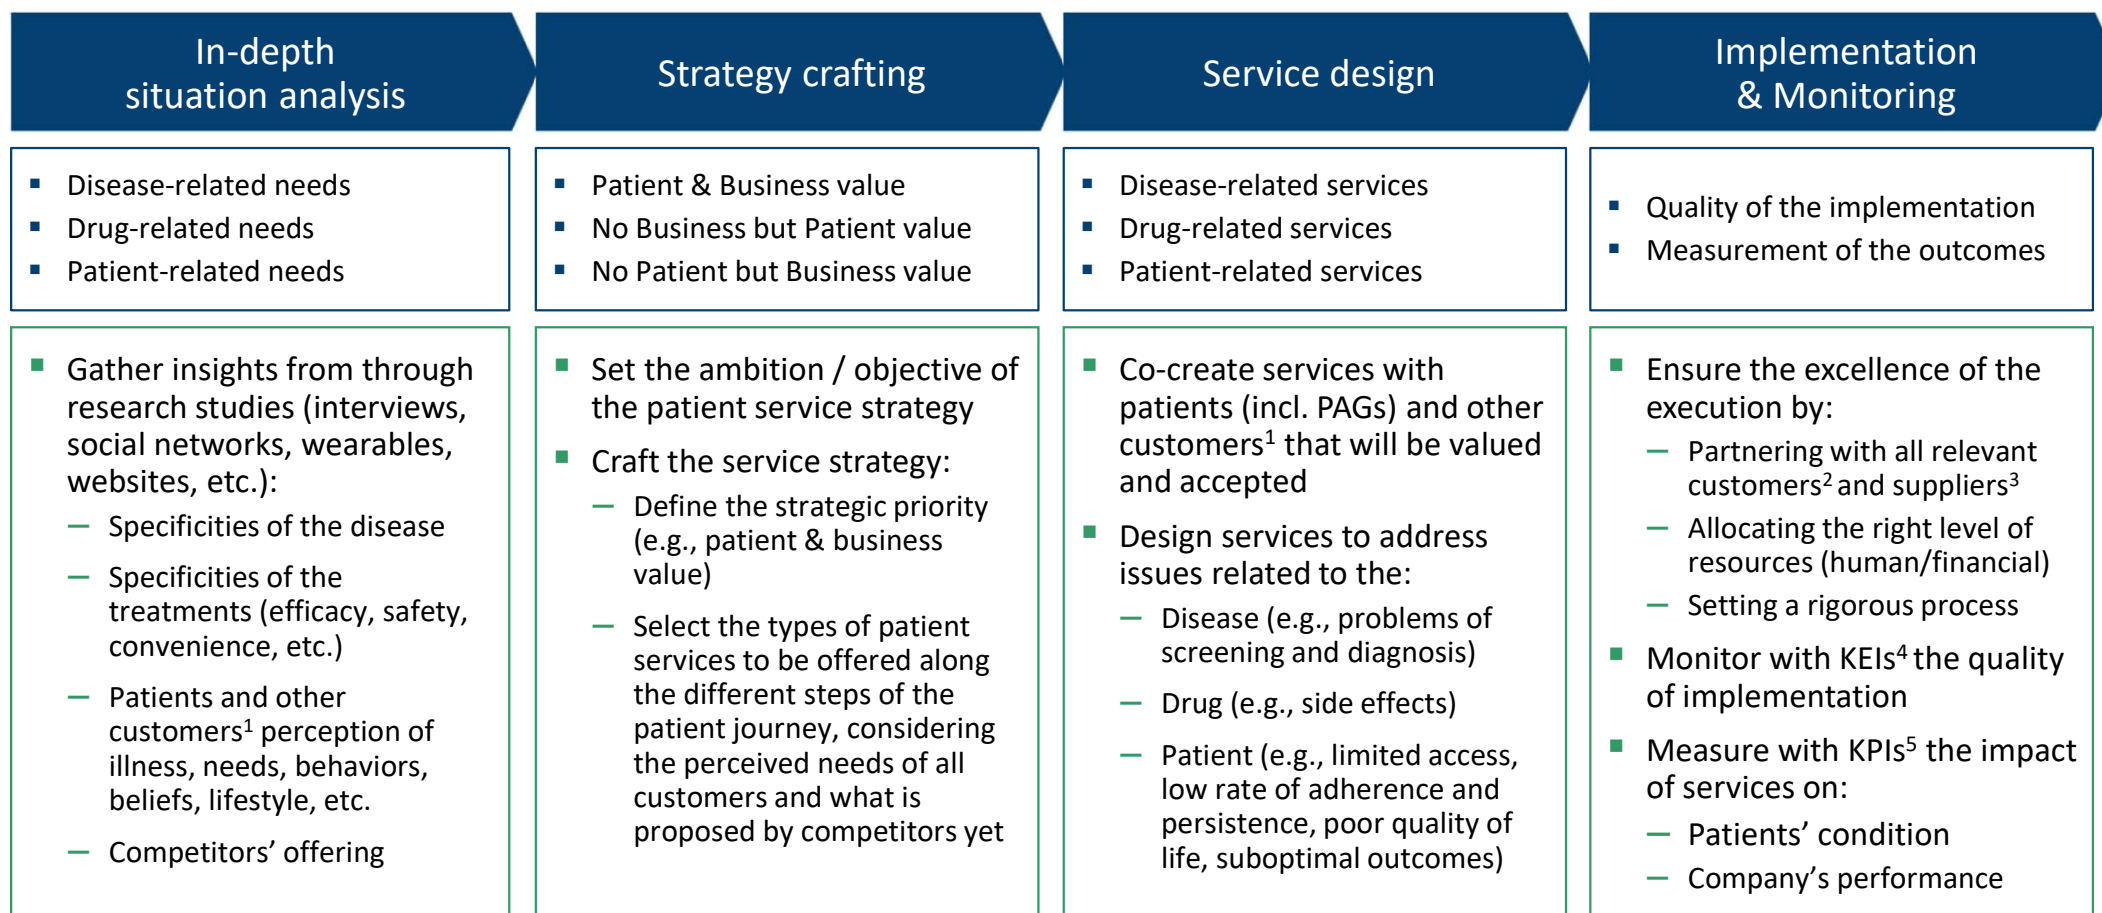 In-depth
situation analysis
Strategy crafting
Service design
Implementation
& Monitoring
▪ Disease-related needs
▪ Drug-related needs
▪ Patient-related needs
▪ Patient & Business value
▪ No Business but Patient value
▪ No Patient but Business value
▪ Disease-related services
▪ Drug-related services
▪ Patient-related services
▪ Quality of the implementation
▪ Measurement of the outcomes
▪ Gather insights from through
research studies (interviews,
social networks, wearables,
websites, etc.):
— Specificities of the disease
— Specificities of the
treatments (efficacy, safety,
convenience, etc.)
— Patients and other
customers¹ perception of
illness, needs, behaviors,
beliefs, lifestyle, etc.
— Competitors’ offering
▪ Set the ambition / objective of
the patient service strategy
▪ Craft the service strategy:
— Define the strategic priority
(e.g., patient & business
value)
— Select the types of patient
services to be offered along
the different steps of the
patient journey, considering
the perceived needs of all
customers and what is
proposed by competitors yet
▪ Co-create services with
patients (incl. PAGs) and other
customers¹ that will be valued
and accepted
▪ Design services to address
issues related to the:
— Disease (e.g., problems of
screening and diagnosis)
— Drug (e.g., side effects)
— Patient (e.g., limited access,
low rate of adherence and
persistence, poor quality of
life, suboptimal outcomes)
▪ Ensure the excellence of the
execution by:
— Partnering with all relevant
customers² and suppliers³
— Allocating the right level of
resources (human/financial)
— Setting a rigorous process
▪ Monitor with KEIs⁴ the quality
of implementation
▪ Measure with KPIs⁵ the impact
of services on:
— Patients’ condition
— Company’s performance